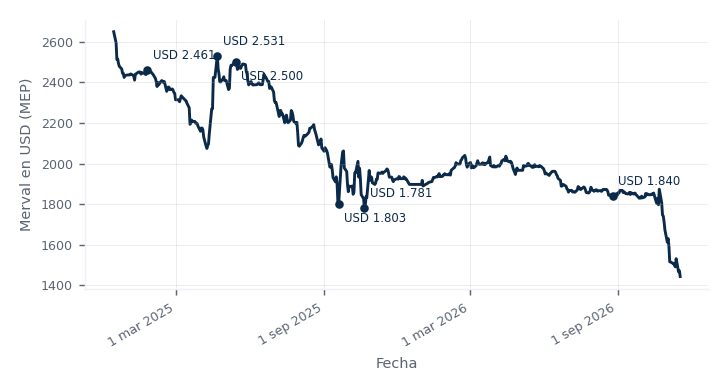 USD 2.531
USD 2.461
USD 2.500
USD 1.781
USD 1.803
USD 1.840
2600
2400
2200
2000
1800
1600
1400
Merval en USD (MEP)
1 mar 2025
1 sep 2025
1 mar 2026
1 sep 2026
Fecha